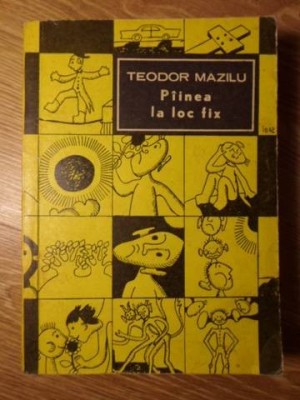 TEODOR MAZILU
Pîinea
la loc fix